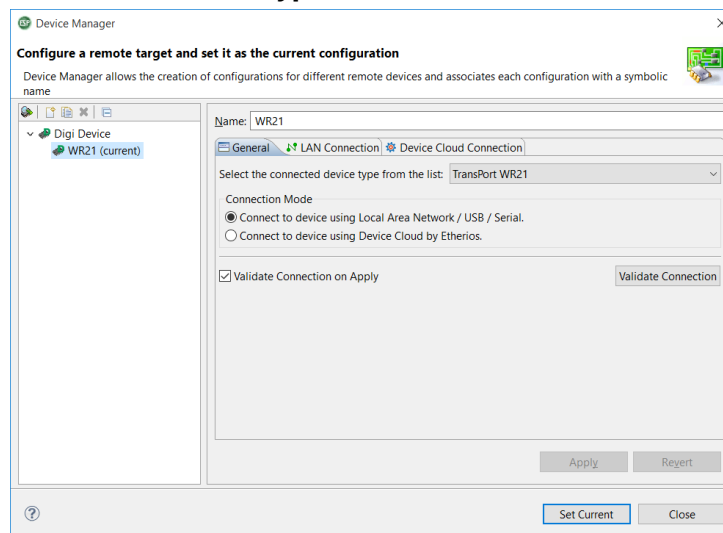 Device Manager
Configure a remote target and set it as the current configuration
Device Manager allows the creation of configurations for different remote devices and associates each configuration with a symbolic
name
Digi Device
WR21 (current)
Name: WR21
General LAN Connection Device Cloud Connection
Select the connected device type from the list: TransPort WR21
Connection Mode
Connect to device using Local Area Network / USB / Serial.
Connect to device using Device Cloud by Etherios.
Validate Connection on Apply Validate Connection
Apply Revert
Set Current Close